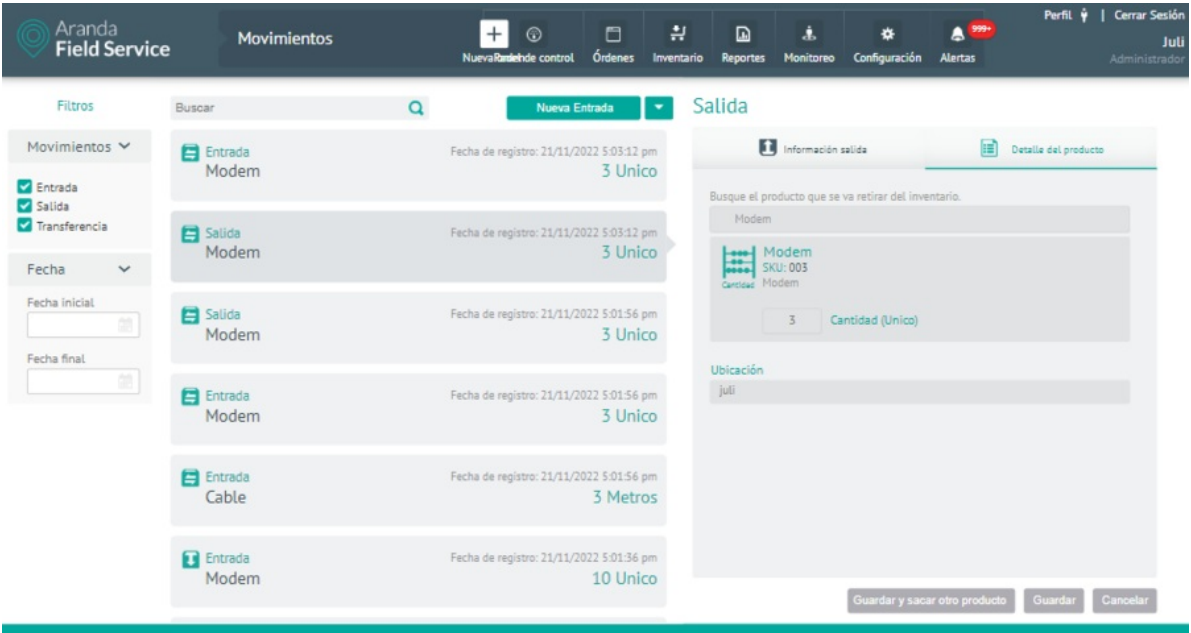 Perfil | Cerrar Sesión
Aranda
Field Service
Movimientos
Juli
Administrador
999+
Órdenes
Inventario
Reportes
Monitoreo
Configuración
Alertas
Filtros
Movimientos
Entrada
Salida
Transferencia
Fecha
Fecha inicial
Fecha final
Buscar
Nueva Entrada
Entrada
Fecha de registro: 21/11/2022 5:03:12 pm
Modem
3 Unico
Salida
Fecha de registro: 21/11/2022 5:03:12 pm
Modem
3 Unico
Salida
Fecha de registro: 21/11/2022 5:01:56 pm
Modem
3 Unico
Entrada
Fecha de registro: 21/11/2022 5:01:56 pm
Modem
3 Unico
Entrada
Fecha de registro: 21/11/2022 5:01:56 pm
Cable
3 Metros
Entrada
Fecha de registro: 21/11/2022 5:01:36 pm
Modem
10 Unico
Salida
Información salida
Detalle del producto
Busque el producto que se va retirar del inventario.
Modem
Modem
SKU: 003
Modem
Cantidad
3
Cantidad (Unico)
Ubicación
juli
Guardar y sacar otro producto
Guardar
Cancelar